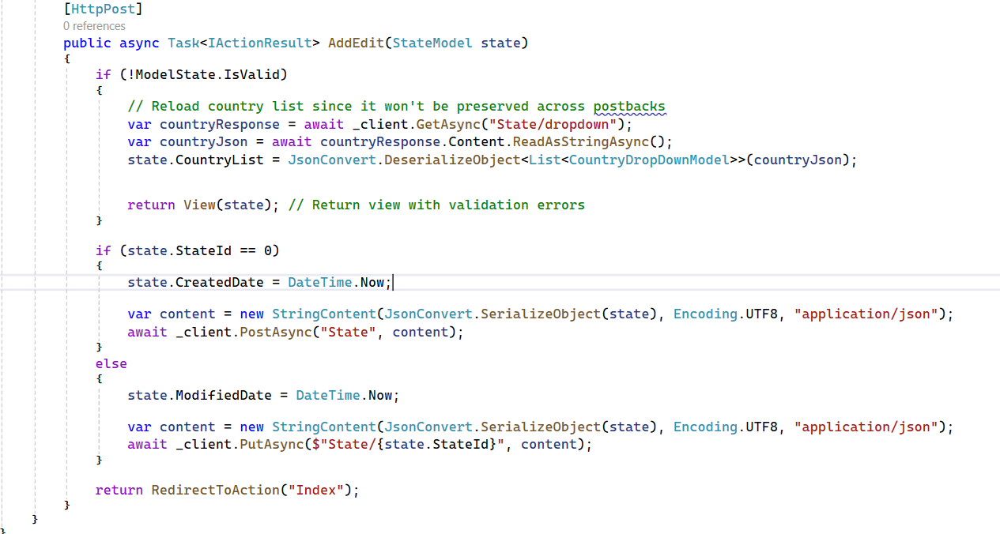 [HttpPost]
0 references
public async Task<IActionResult> AddEdit(StateModel state)
{
if (!ModelState.IsValid)
{
// Reload country list since it won't be preserved across postbacks
var countryResponse = await _client.GetAsync("State/dropdown");
var countryJson = await countryResponse.Content.ReadAsStringAsync();
state.CountryList = JsonConvert.DeserializeObject<List<CountryDropDownModel>>(countryJson);
return View(state); // Return view with validation errors
}
if (state.StateId == 0)
{
state.CreatedDate = DateTime.Now;
var content = new StringContent(JsonConvert.SerializeObject(state), Encoding.UTF8, "application/json");
await _client.PostAsync("State", content);
}
else
{
state.ModifiedDate = DateTime.Now;
var content = new StringContent(JsonConvert.SerializeObject(state), Encoding.UTF8, "application/json");
await _client.PutAsync($"State/{state.StateId}", content);
}
return RedirectToAction("Index");
}
}
}